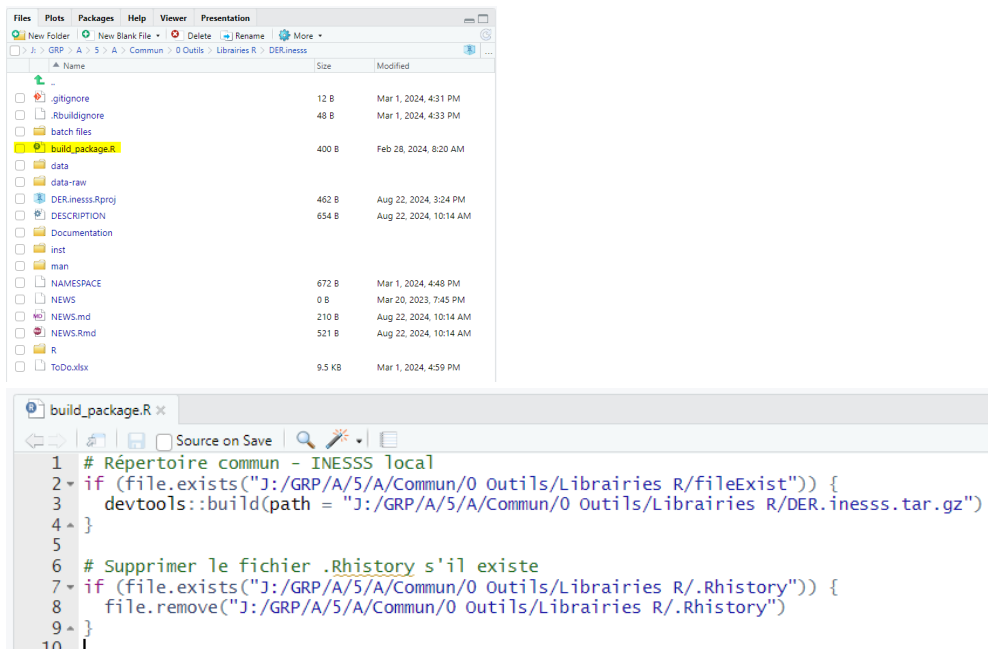 Files Plots Packages Help Viewer Presentation
New Folder New Blank File Delete Rename More
J: GRP A 5 A Commun 0 Outils Librairies R DER.inesss ...
Name Size Modified
..
.gitignore 12 B Mar 1, 2024, 4:31 PM
.Rbuildignore 48 B Mar 1, 2024, 4:33 PM
batch files
build_package.R 400 B Feb 28, 2024, 8:20 AM
data
data-raw
DER.inesss.Rproj 462 B Aug 22, 2024, 3:24 PM
DESCRIPTION 654 B Aug 22, 2024, 10:14 AM
Documentation
inst
man
NAMESPACE 672 B Mar 1, 2024, 4:48 PM
NEWS 0 B Mar 20, 2023, 7:45 PM
NEWS.md 210 B Aug 22, 2024, 10:14 AM
NEWS.Rmd 521 B Aug 22, 2024, 10:14 AM
R
ToDo.xlsx 9.5 KB Mar 1, 2024, 4:59 PM
build_package.R
Source on Save
1 # Répertoire commun - INESSS local
2 if (file.exists("J:/GRP/A/5/A/Commun/0 Outils/Librairies R/fileExist")) {
3 devtools::build(path = "J:/GRP/A/5/A/Commun/0 Outils/Librairies R/DER.inesss.tar.gz")
4 }
5
6 # Supprimer le fichier .Rhistory s'il existe
7 if (file.exists("J:/GRP/A/5/A/Commun/0 Outils/Librairies R/.Rhistory")) {
8 file.remove("J:/GRP/A/5/A/Commun/0 Outils/Librairies R/.Rhistory")
9 }
10